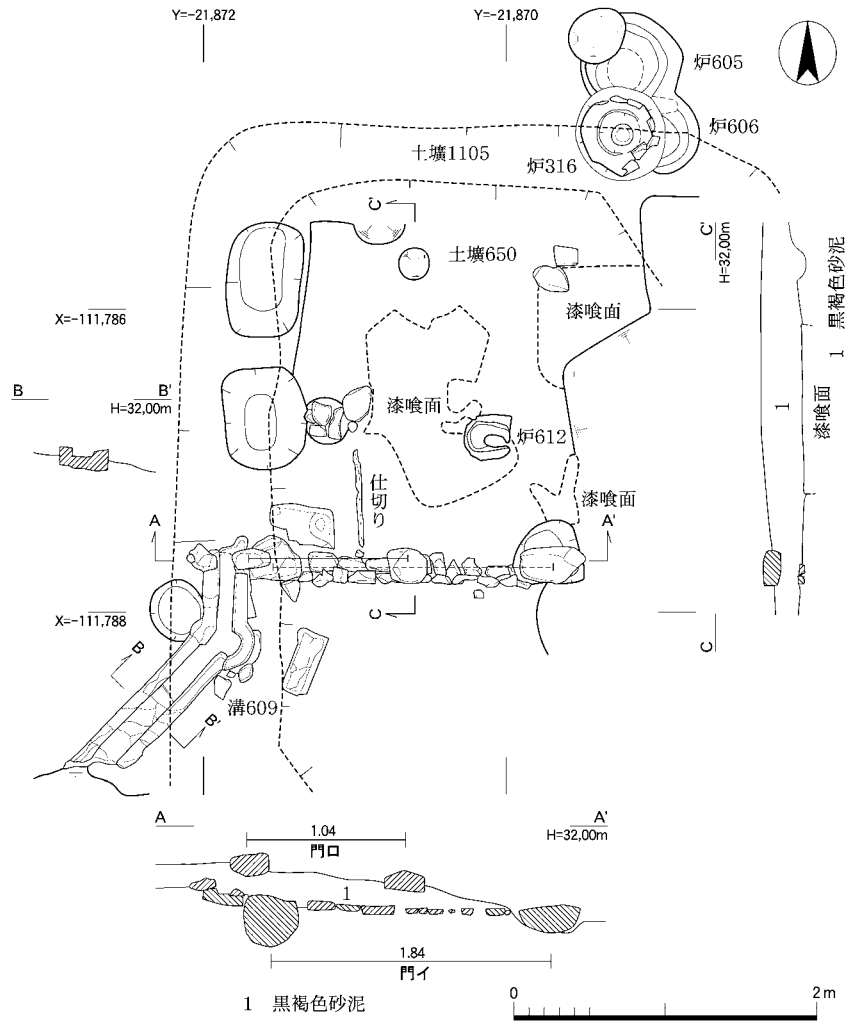 Y=-21,872
Y=-21,870
炉605
炉606
土壙1105
炉316
C'
土壙650
C'
H=32,00m
漆喰面
X=-111,786
1 黒褐色砂泥
B
B'
H=32,00m
漆喰面
炉612
1
漆喰面
仕切り
漆喰面
A
A'
X=-111,788
C
C
B
溝609
B'
A
A'
H=32,00m
1.04
門ロ
1
1.84
門イ
1 黒褐色砂泥
0
2m